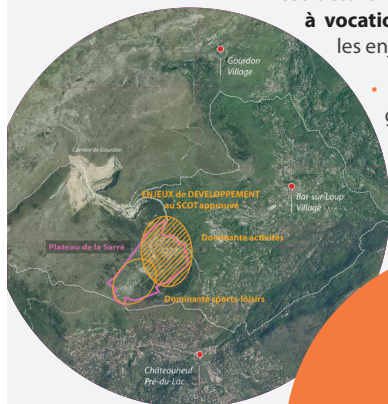 à vocatio
les enj
Gourdon
Village
Carrière de Gourdon
ENJEUX de DEVELOPPEMENT
au SCOT approuvé
Bar-sur-Loup
Village
Plateau de la Sarré
Dominante activités
Dominante sports-loisirs
Châteauneuf
Pré-du-Lac